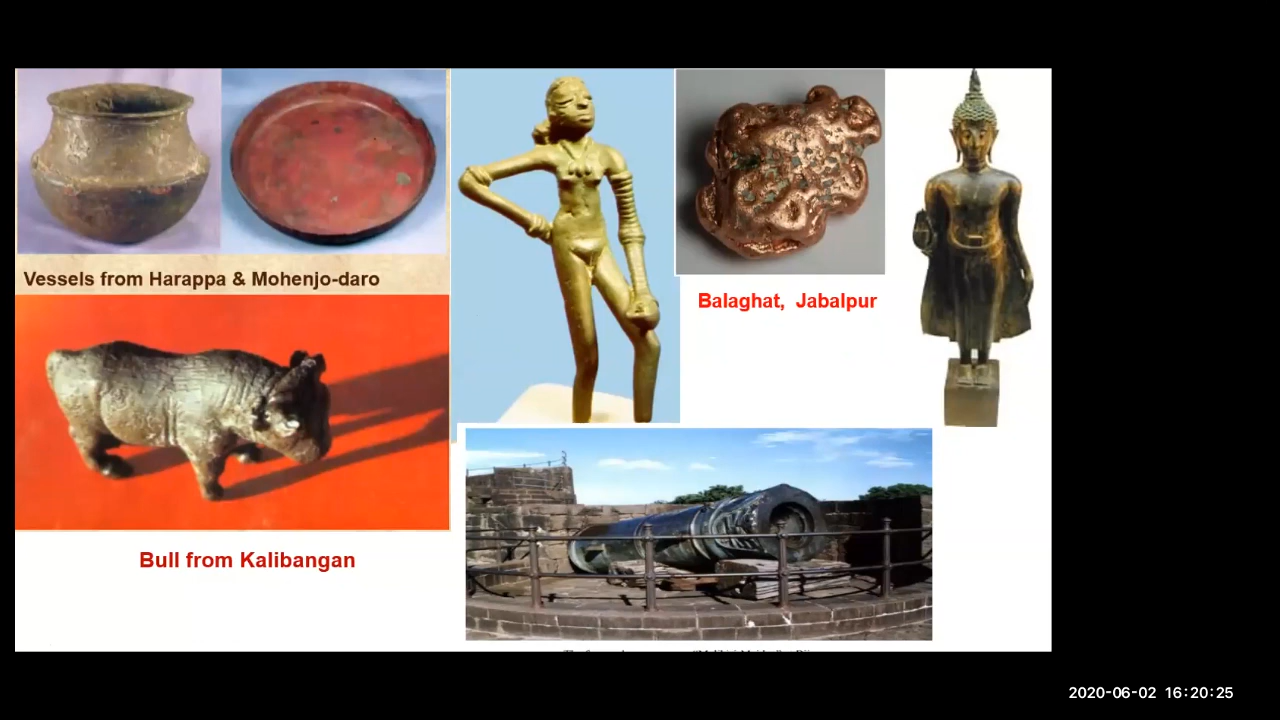 Vessels from Harappa & Mohenjo-daro
Balaghat,  Jabalpur
Bull from Kalibangan
2020-06-02 16:20:25